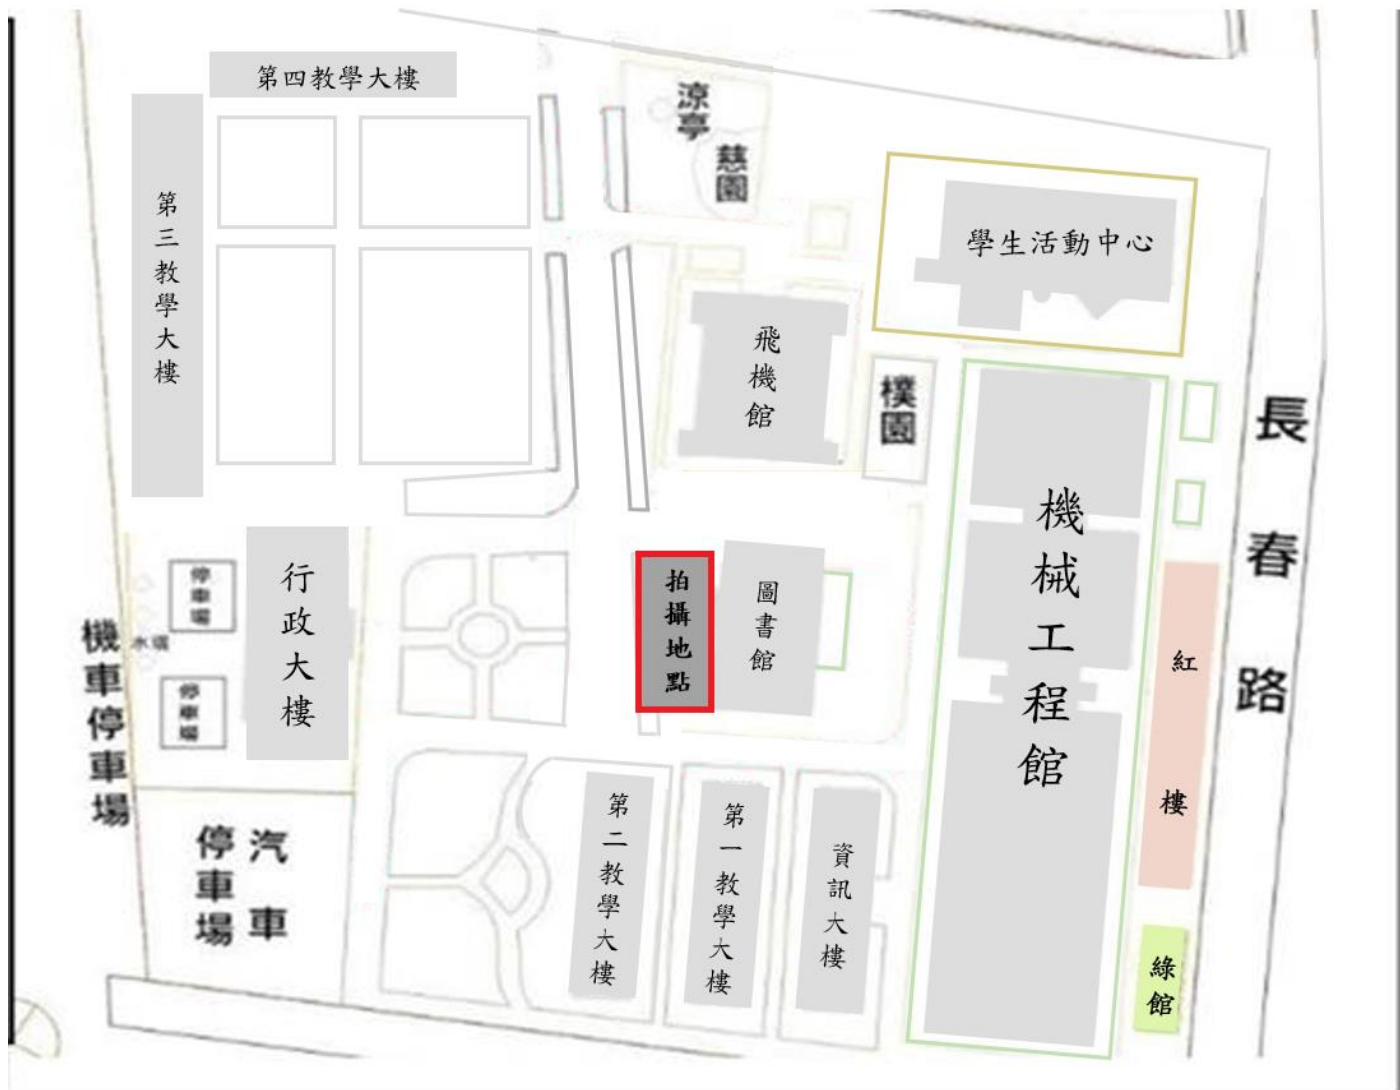 第四教學大樓
涼亭
慈園
第三教學大樓
學生活動中心
飛機館
樸園
長春路
機械工程館
拍攝地點
圖書館
行政大樓
停車場
水塔
停車場
機車停車場
紅樓
汽車
停車場
第二教學大樓
第一教學大樓
資訊大樓
綠館